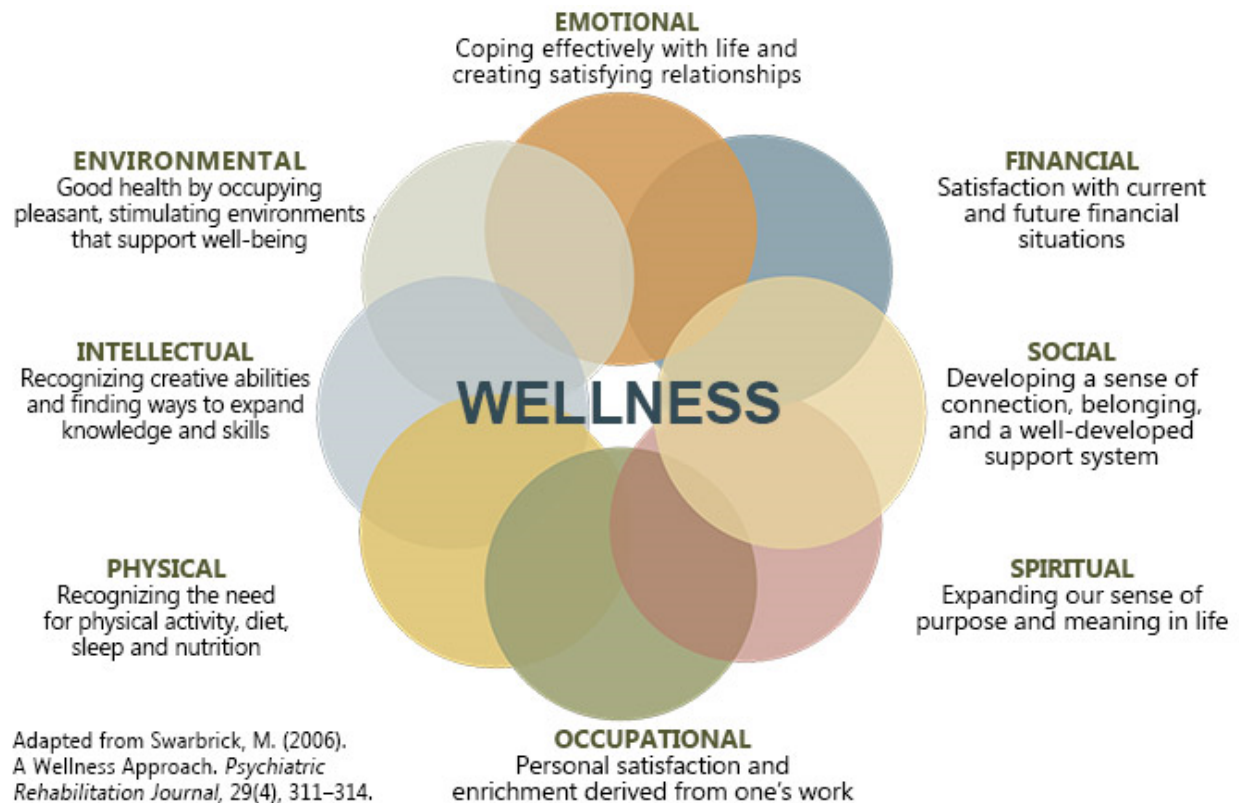 EMOTIONAL
Coping effectively with life and
creating satisfying relationships
ENVIRONMENTAL
Good health by occupying
pleasant, stimulating environments
that support well-being
FINANCIAL
Satisfaction with current
and future financial
situations
INTELLECTUAL
Recognizing creative abilities
and finding ways to expand
knowledge and skills
WELLNESS
SOCIAL
Developing a sense of
connection, belonging,
and a well-developed
support system
PHYSICAL
Recognizing the need
for physical activity, diet,
sleep and nutrition
SPIRITUAL
Expanding our sense of
purpose and meaning in life
Adapted from Swarbrick, M. (2006).
A Wellness Approach. Psychiatric
Rehabilitation Journal, 29(4), 311–314.
OCCUPATIONAL
Personal satisfaction and
enrichment derived from one's work